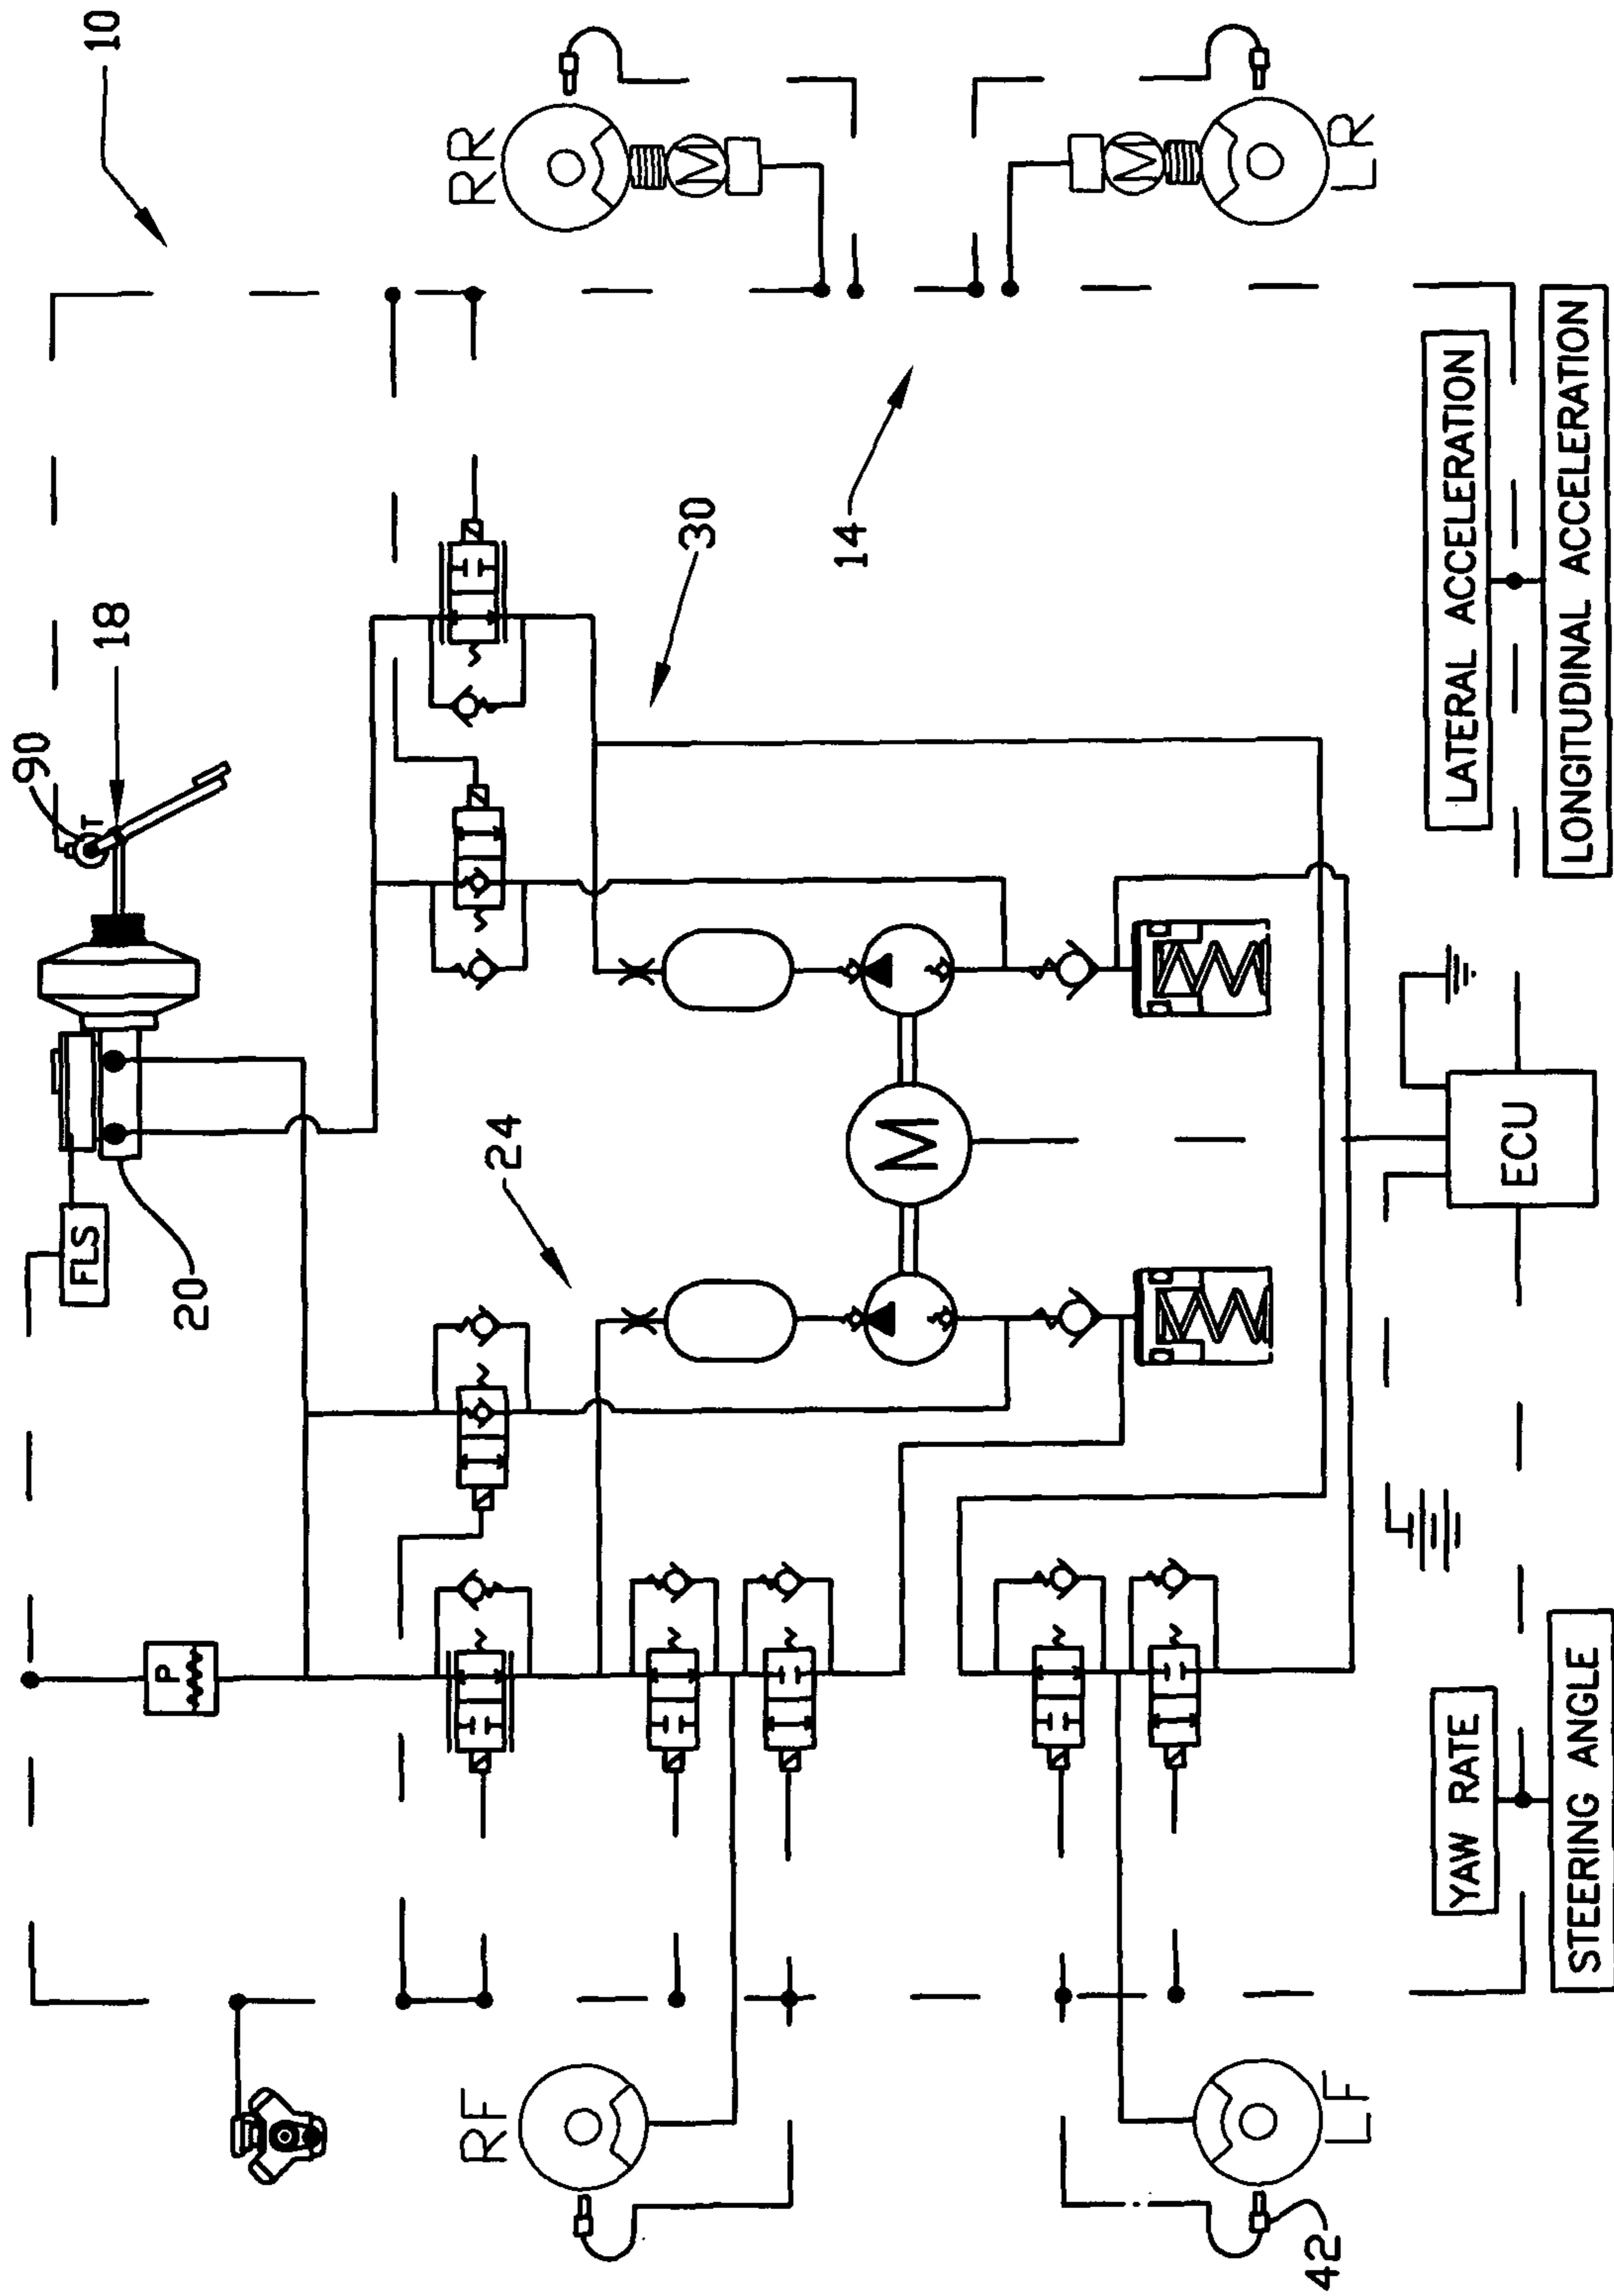 10
90
T
18
FLS
20
P
RR
30
24
14
M
M
M
RF
LR
LATERAL ACCELERATION
LONGITUDINAL ACCELERATION
ECU
YAW RATE
STEERING ANGLE
LF
42